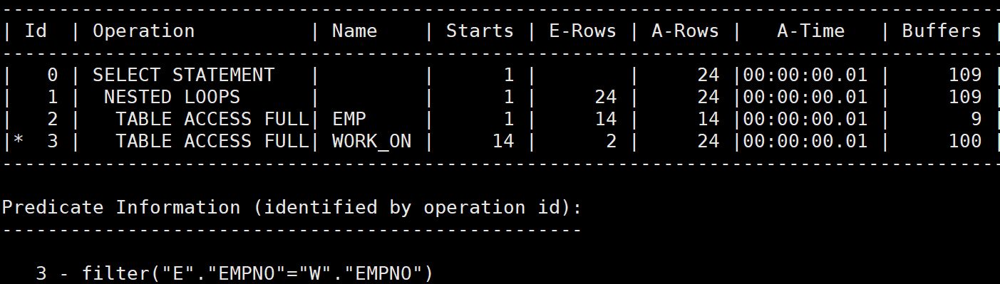 --------------------------------------------------------------------------------------
| Id  | Operation          | Name    | Starts | E-Rows | A-Rows |   A-Time   | Buffers |
--------------------------------------------------------------------------------------
|   0 | SELECT STATEMENT   |         |      1 |        |     24 |00:00:00.01 |     109 |
|   1 |  NESTED LOOPS      |         |      1 |     24 |     24 |00:00:00.01 |     109 |
|   2 |   TABLE ACCESS FULL| EMP     |      1 |     14 |     14 |00:00:00.01 |       9 |
|*  3 |   TABLE ACCESS FULL| WORK_ON |     14 |      2 |     24 |00:00:00.01 |     100 |
--------------------------------------------------------------------------------------
Predicate Information (identified by operation id):
---------------------------------------------------
   3 - filter("E"."EMPNO"="W"."EMPNO")